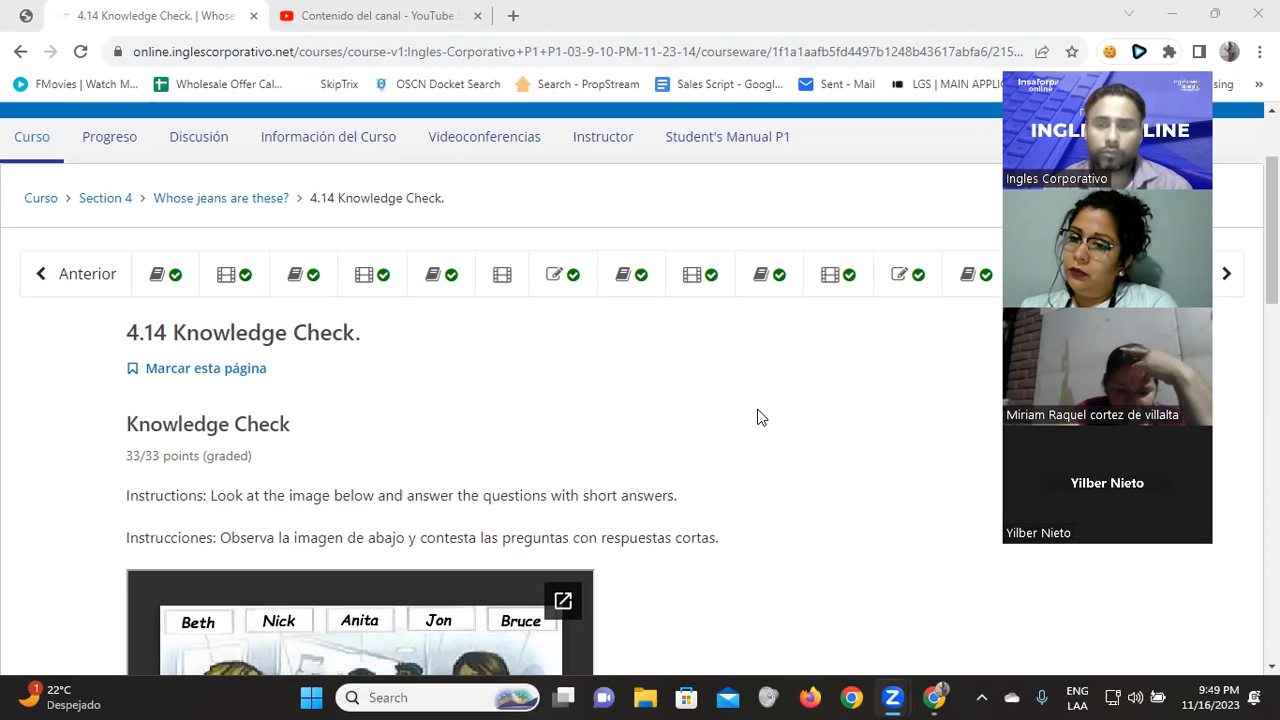 4.14 Knowledge Check. | Whose
Contenido del canal - YouTube S
online.inglescorporativo.net/courses/course-v1:Ingles-Corporativo+P1+P1-03-9-10-PM-11-23-14/courseware/1f1a1aafb5fd4497b1248b43617abfa6/215...
FMovies | Watch M...
Wholesale Offer Cal...
SkipTrix
OSCN Docket Search
Search - PropStream
Sales Script - Googl...
Sent - Mail
LGS | MAIN APPLIC
sing
»
Curso
Progreso
Discusión
Información del Curso
Videoconferencias
Instructor
Student's Manual P1
Curso > Section 4 > Whose jeans are these? > 4.14 Knowledge Check.
Anterior
4.14 Knowledge Check.
Marcar esta página
Knowledge Check
33/33 points (graded)
Instructions: Look at the image below and answer the questions with short answers.
Instrucciones: Observa la imagen de abajo y contesta las preguntas con respuestas cortas.
Beth
Nick
Anita
Jon
Bruce
Insaforp
online
INGL
LINE
Ingles Corporativo
Miriam Raquel cortez de villalta
Yilber Nieto
Yilber Nieto
1
22°C
Despejado
Search
ENG
LAA
9:49 PM
11/16/2023